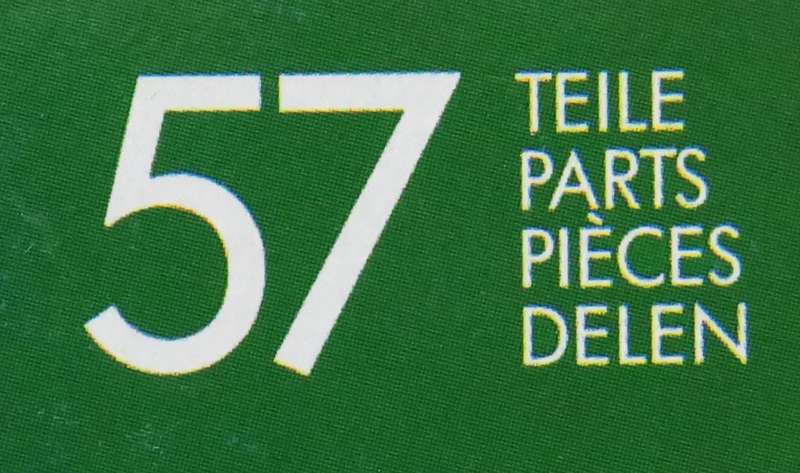 57
TEILE
PARTS
PIÈCES
DELEN